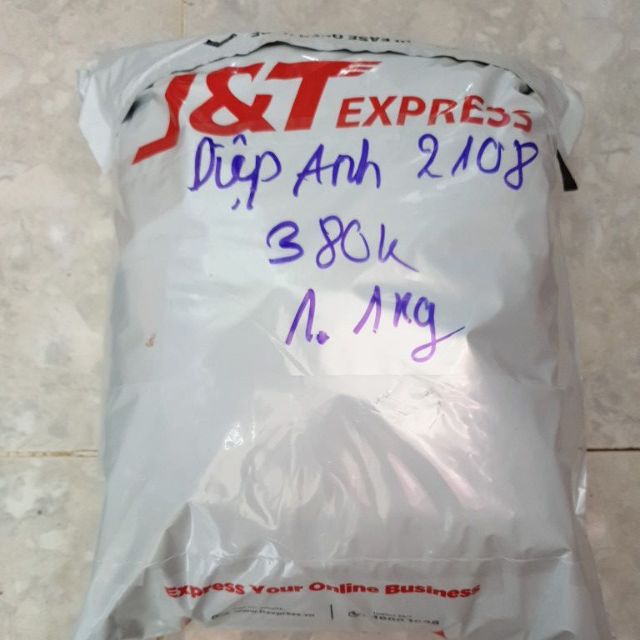 J&T EXPRESS
Diệp Anh 2108
380k
1. 1kg
Express Your Online Business